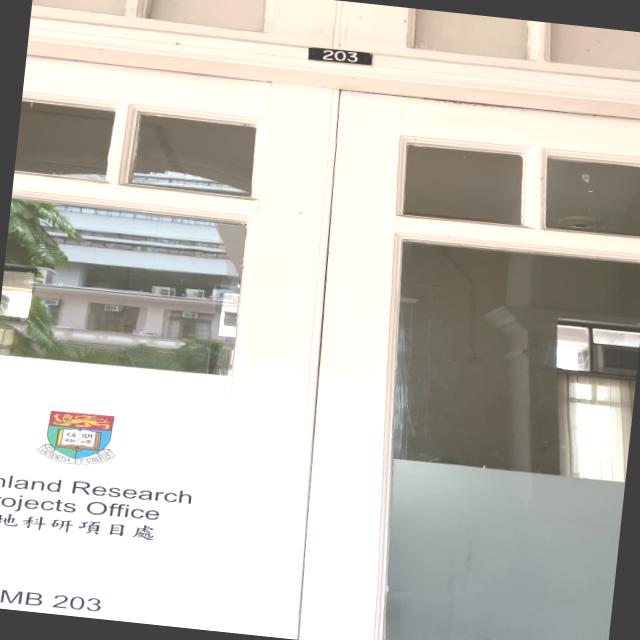 203
nland Research
rojects Office
地科研項目處
MB 203